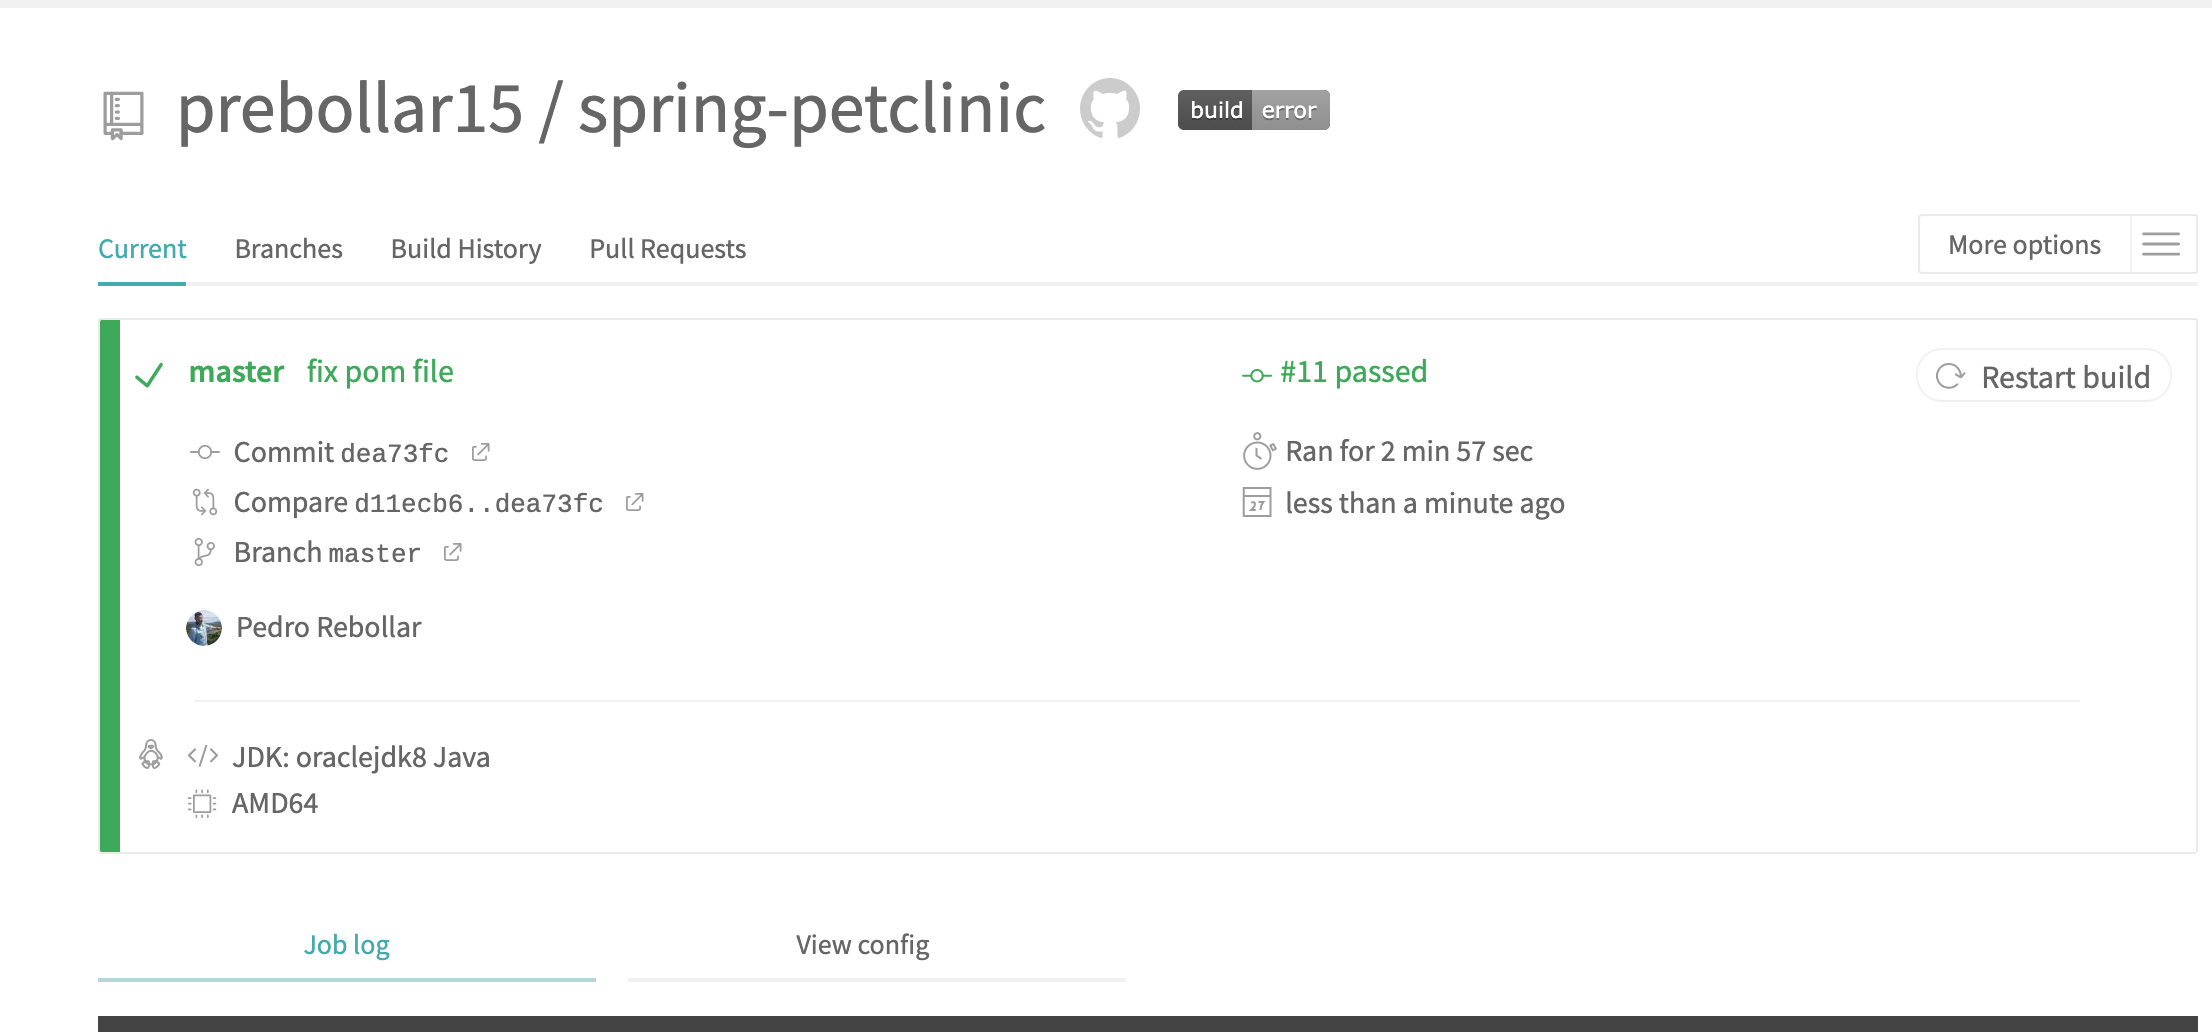 prebollar15 / spring-petclinic
build error
Current Branches Build History Pull Requests
More options
master fix pom file
#11 passed
Restart build
Commit dea73fc
Ran for 2 min 57 sec
Compare d11ecb6..dea73fc
27 less than a minute ago
Branch master
Pedro Rebollar
</> JDK: oraclejdk8 Java
AMD64
Job log View config